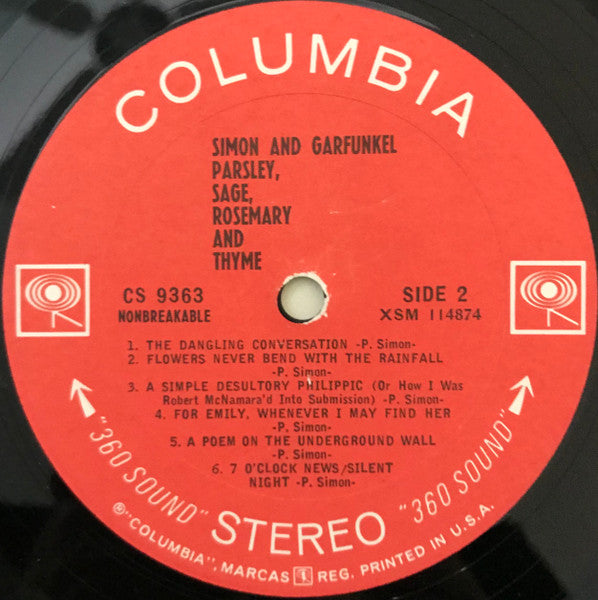 COLUMBIA
SIMON AND GARFUNKEL
PARSLEY,
SAGE,
ROSEMARY
AND
THYME
CS 9363
NONBREAKABLE
SIDE 2
XSM 114874
1. THE DANGLING CONVERSATION -P. Simon-
2. FLOWERS NEVER BEND WITH THE RAINFALL
-P. Simon-
3. A SIMPLE DESULTORY PHILIPPIC (Or How I Was
Robert McNamara'd Into Submission) -P. Simon-
4. FOR EMILY, WHENEVER I MAY FIND HER
-P. Simon-
5. A POEM ON THE UNDERGROUND WALL
-P. Simon-
6. 7 O'CLOCK NEWS/SILENT
NIGHT -P. Simon-
"360 SOUND" STEREO "360 SOUND"
®"COLUMBIA", MARCAS REG. PRINTED IN U.S.A.